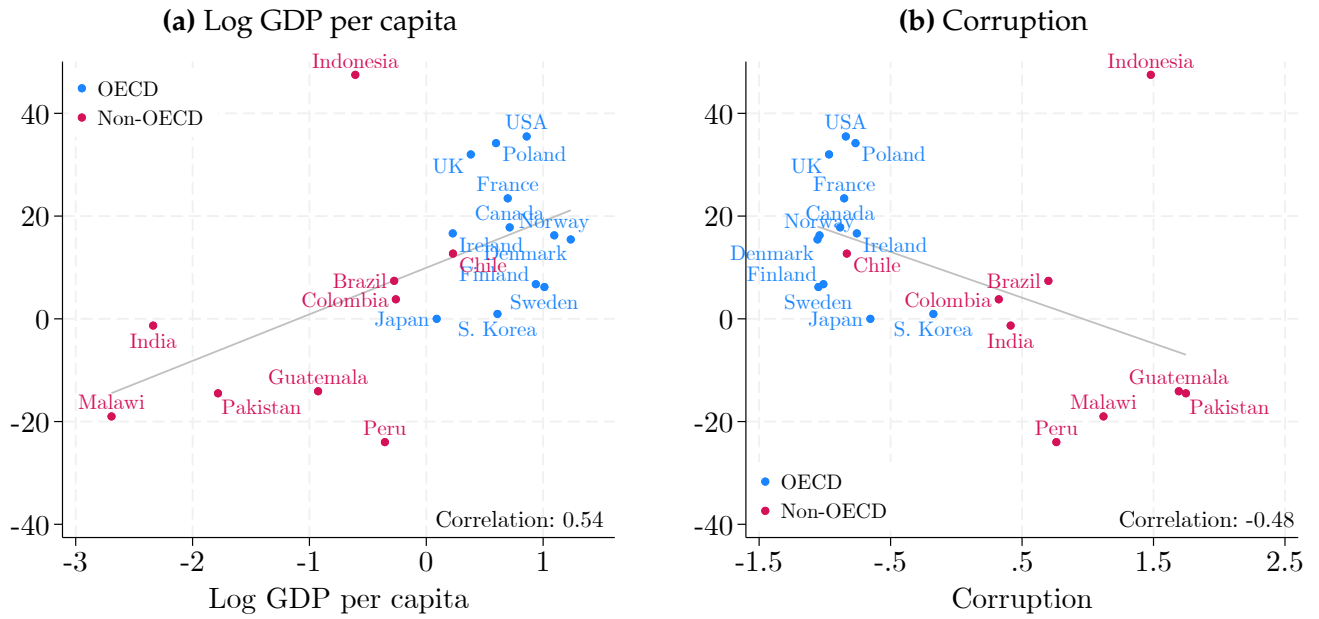 (a) Log GDP per capita
OECD
Non-OECD
Indonesia
USA
UK
Poland
France
Canada
Norway
Ireland
Denmark
Chile
Finland
Brazil
Colombia
Sweden
Japan
S. Korea
India
Guatemala
Malawi
Pakistan
Peru
Correlation: 0.54
40
20
0
-20
-40
-3 -2 -1 0 1
Log GDP per capita
(b) Corruption
Indonesia
USA
UK
Poland
France
Canada
Norway
Denmark
Ireland
Chile
Finland
Brazil
Sweden
Colombia
Japan
S. Korea
India
Guatemala
Malawi
Pakistan
Peru
OECD
Non-OECD
Correlation: -0.48
40
20
0
-20
-40
-1.5 -.5 .5 1.5 2.5
Corruption